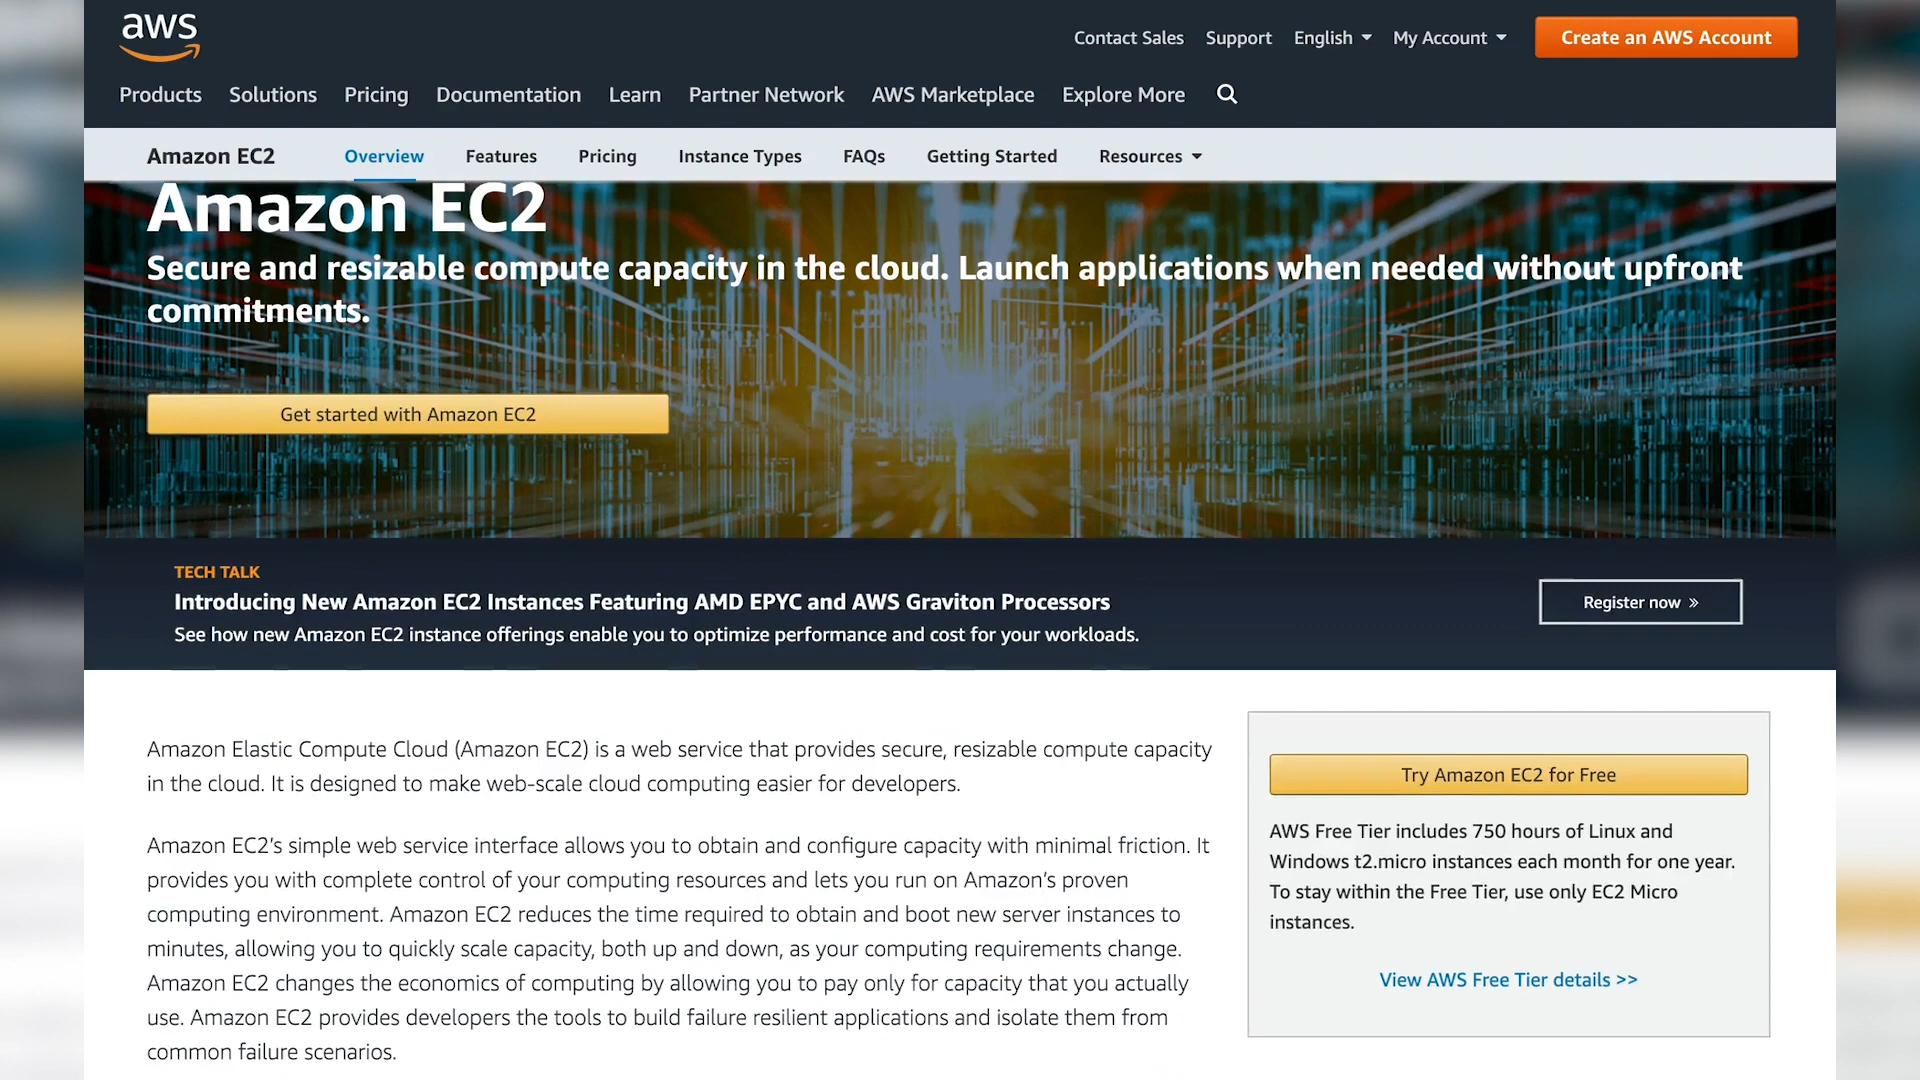 aws
Contact Sales Support English My Account Create an AWS Account
Products Solutions Pricing Documentation Learn Partner Network AWS Marketplace Explore More
Amazon EC2 Overview Features Pricing Instance Types FAQs Getting Started Resources
Amazon EC2
Secure and resizable compute capacity in the cloud. Launch applications when needed without upfront
commitments.
Get started with Amazon EC2
TECH TALK
Introducing New Amazon EC2 Instances Featuring AMD EPYC and AWS Graviton Processors
See how new Amazon EC2 instance offerings enable you to optimize performance and cost for your workloads.
Register now »
Amazon Elastic Compute Cloud (Amazon EC2) is a web service that provides secure, resizable compute capacity
in the cloud. It is designed to make web-scale cloud computing easier for developers.
Amazon EC2’s simple web service interface allows you to obtain and configure capacity with minimal friction. It
provides you with complete control of your computing resources and lets you run on Amazon’s proven
computing environment. Amazon EC2 reduces the time required to obtain and boot new server instances to
minutes, allowing you to quickly scale capacity, both up and down, as your computing requirements change.
Amazon EC2 changes the economics of computing by allowing you to pay only for capacity that you actually
use. Amazon EC2 provides developers the tools to build failure resilient applications and isolate them from
common failure scenarios.
Try Amazon EC2 for Free
AWS Free Tier includes 750 hours of Linux and
Windows t2.micro instances each month for one year.
To stay within the Free Tier, use only EC2 Micro
instances.
View AWS Free Tier details >>